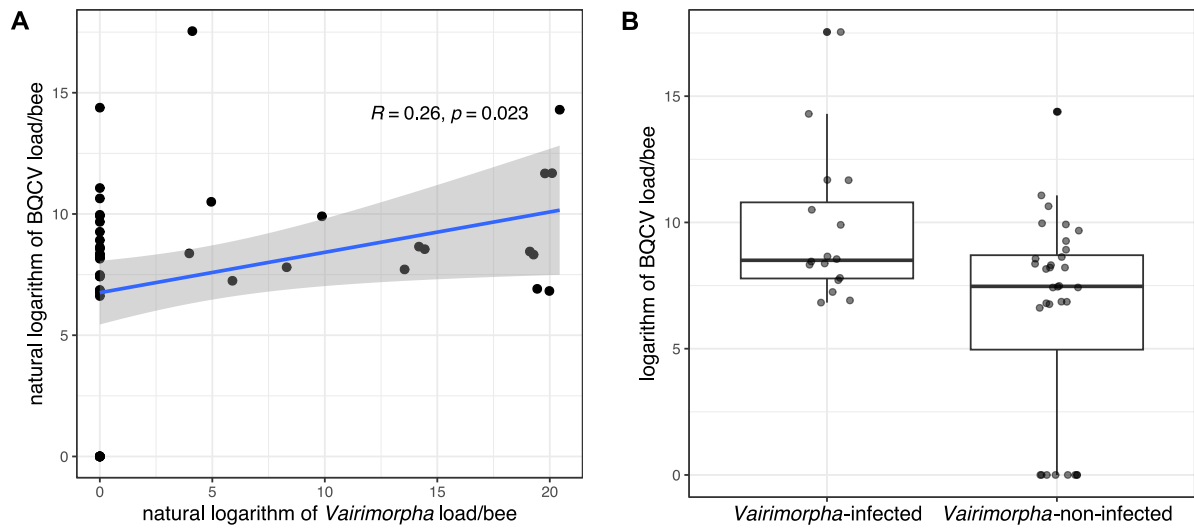 A
natural logarithm of BQCV load/bee
15
10
5
0
R = 0.26, p = 0.023
0 5 10 15 20
natural logarithm of Vairimorpha load/bee
B
logarithm of BQCV load/bee
15
10
5
0
Vairimorpha-infected Vairimorpha-non-infected